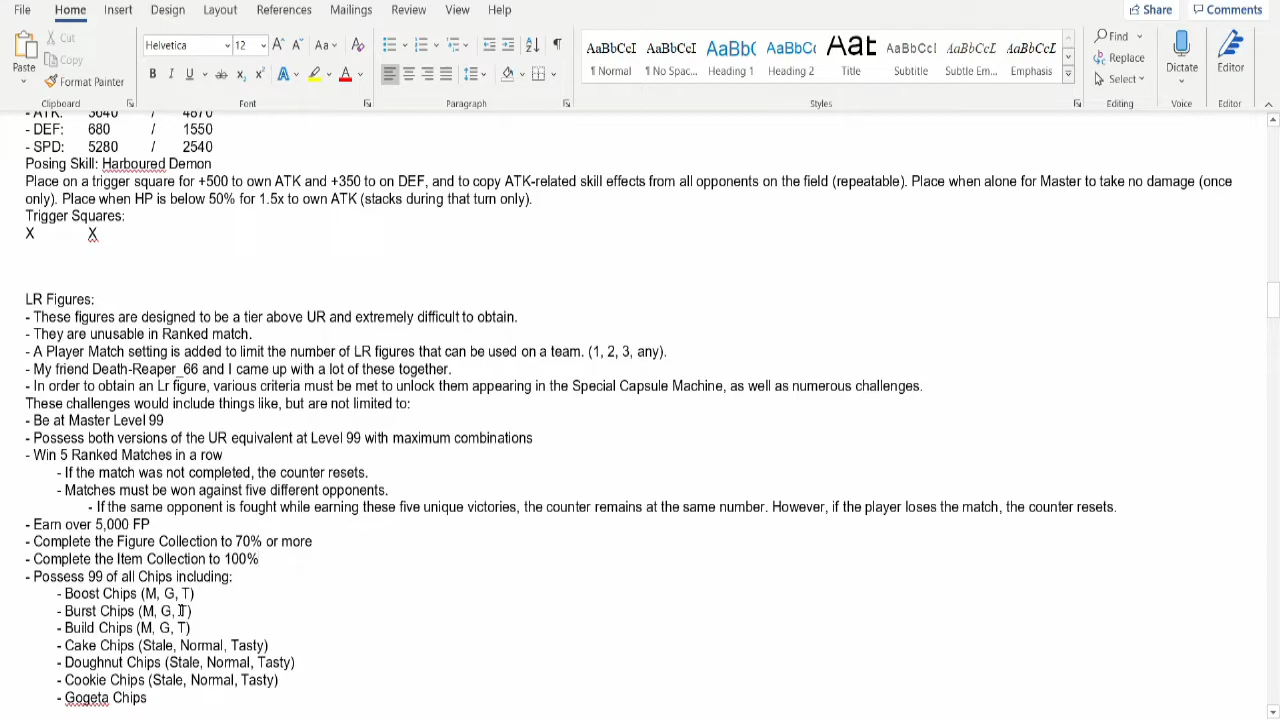 File Home Insert Design Layout References Mailings Review View Help Share Comments
Paste Cut Copy Format Painter
Helvetica 12 Aa
B I U ab x₂ x² A A
AaBbCcI AaBbCcI AaBb( AaBbCc Aat AaBbCcI AaBbCcL AaBbCcL
¶ Normal ¶ No Spac... Heading 1 Heading 2 Title Subtitle Subtle Em... Emphasis
Find
Replace
Select
Dictate Editor
Clipboard Font Paragraph Styles Editing Voice Editor
- ATK: 3640 / 4870
- DEF: 680 / 1550
- SPD: 5280 / 2540
Posing Skill: Harboured Demon
Place on a trigger square for +500 to own ATK and +350 to on DEF, and to copy ATK-related skill effects from all opponents on the field (repeatable). Place when alone for Master to take no damage (once
only). Place when HP is below 50% for 1.5x to own ATK (stacks during that turn only).
Trigger Squares:
X X
LR Figures:
- These figures are designed to be a tier above UR and extremely difficult to obtain.
- They are unusable in Ranked match.
- A Player Match setting is added to limit the number of LR figures that can be used on a team. (1, 2, 3, any).
- My friend Death-Reaper_66 and I came up with a lot of these together.
- In order to obtain an Lr figure, various criteria must be met to unlock them appearing in the Special Capsule Machine, as well as numerous challenges.
These challenges would include things like, but are not limited to:
- Be at Master Level 99
- Possess both versions of the UR equivalent at Level 99 with maximum combinations
- Win 5 Ranked Matches in a row
- If the match was not completed, the counter resets.
- Matches must be won against five different opponents.
- If the same opponent is fought while earning these five unique victories, the counter remains at the same number. However, if the player loses the match, the counter resets.
- Earn over 5,000 FP
- Complete the Figure Collection to 70% or more
- Complete the Item Collection to 100%
- Possess 99 of all Chips including:
- Boost Chips (M, G, T)
- Burst Chips (M, G, T)
- Build Chips (M, G, T)
- Cake Chips (Stale, Normal, Tasty)
- Doughnut Chips (Stale, Normal, Tasty)
- Cookie Chips (Stale, Normal, Tasty)
- Gogeta Chips